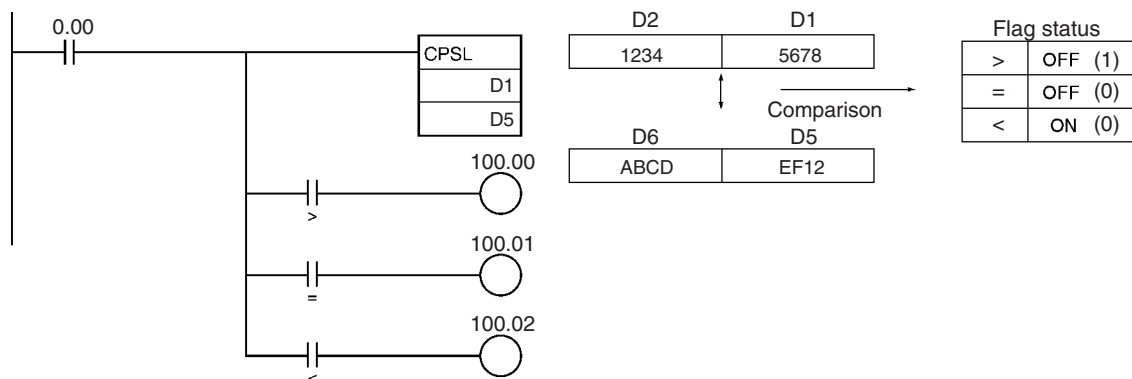 0.00
CPSL
D1
D5
100.00
>
100.01
=
100.02
<
D2 D1
1234 5678
Comparison
D6 D5
ABCD EF12
Flag status
> OFF (1)
= OFF (0)
< ON (0)